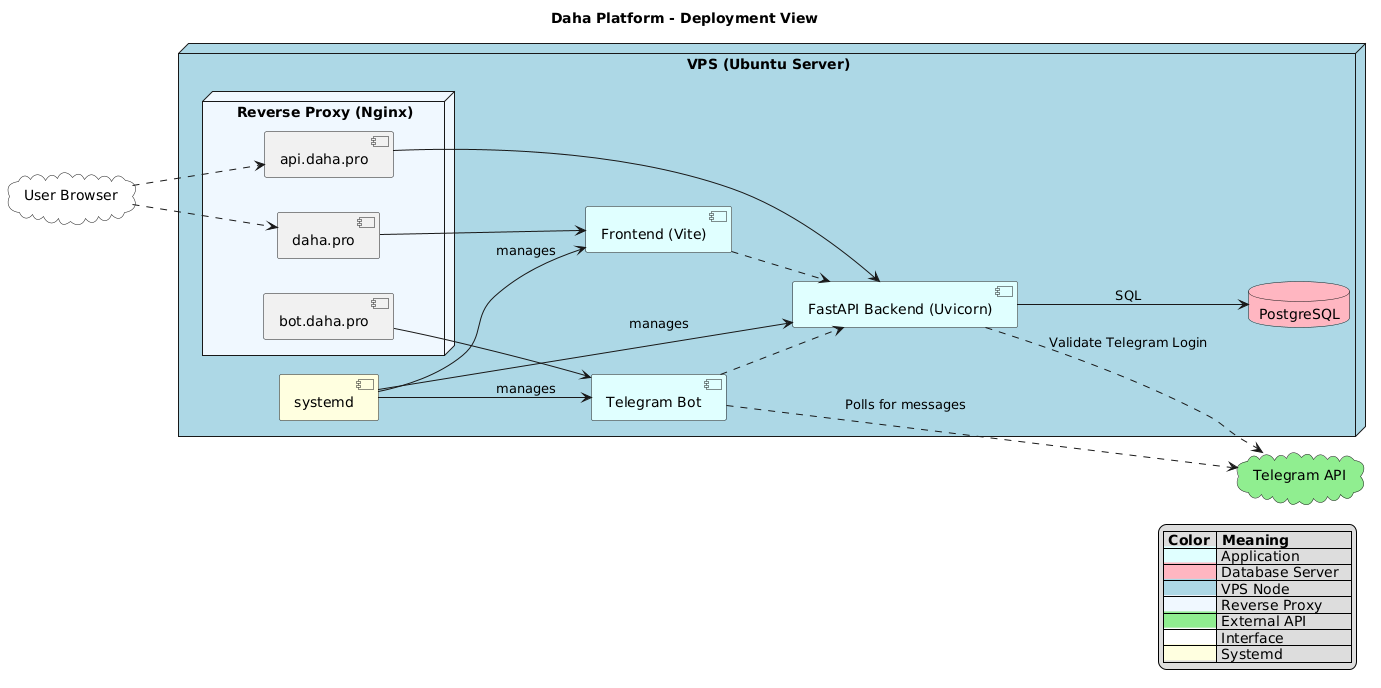 Daha Platform - Deployment View
VPS (Ubuntu Server)
Reverse Proxy (Nginx)
api.daha.pro
User Browser
daha.pro
Frontend (Vite)
manages
bot.daha.pro
manages
FastAPI Backend (Uvicorn)
SQL
PostgreSQL
Validate Telegram Login
systemd
manages
Telegram Bot
Polls for messages
Telegram API
Color Meaning
Application
Database Server
VPS Node
Reverse Proxy
External API
Interface
Systemd